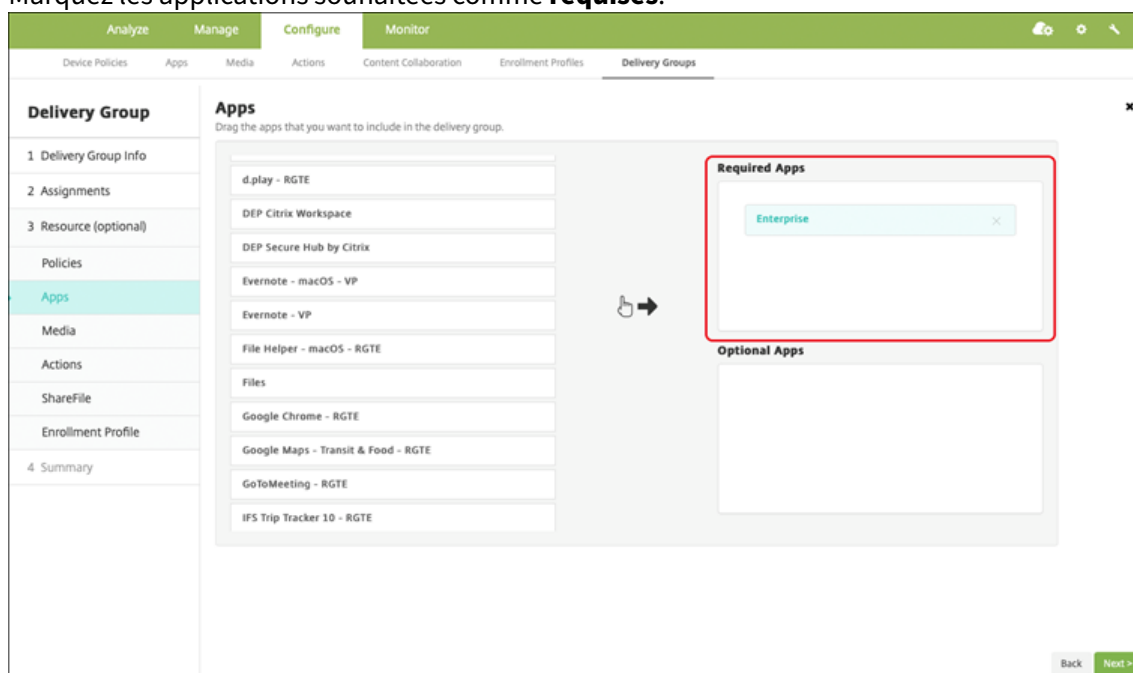 Marquez les applications souhaitées comme requises.
Analyze Manage Configure Monitor
Device Policies Apps Media Actions Content Collaboration Enrollment Profiles Delivery Groups
Delivery Group
1 Delivery Group Info
2 Assignments
3 Resource (optional)
Policies
Apps
Media
Actions
ShareFile
Enrollment Profile
4 Summary
Apps
Drag the apps that you want to include in the delivery group.
d.play - RGTE
DEP Citrix Workspace
DEP Secure Hub by Citrix
Evernote - macOS - VP
Evernote - VP
File Helper - macOS - RGTE
Files
Google Chrome - RGTE
Google Maps - Transit & Food - RGTE
GoToMeeting - RGTE
IFS Trip Tracker 10 - RGTE
Required Apps
Enterprise
Optional Apps
Back Next >